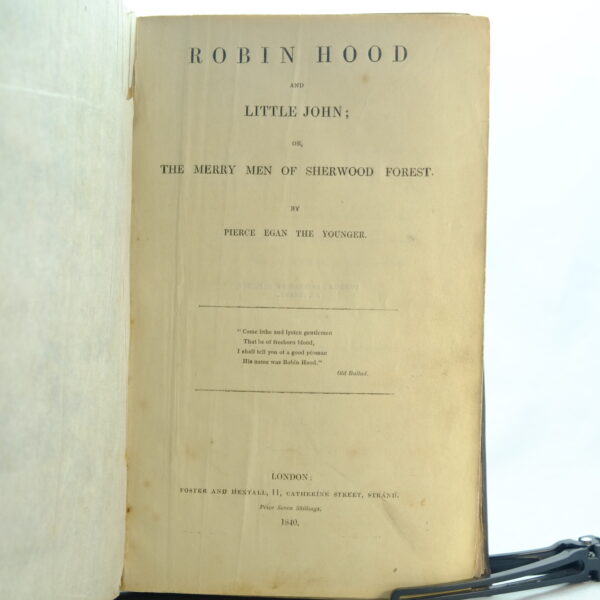 ROBIN HOOD
AND
LITTLE JOHN;
OR,
THE MERRY MEN OF SHERWOOD FOREST.
BY
PIERCE EGAN THE YOUNGER.
"Come lithe and lysten gentlemen
That be of freeborn blood,
I shall tell you of a good yeoman
His name was Robin Hood."
Old Ballad.
LONDON:
FOSTER AND HEXTALL, 11, CATHERINE STREET, STRAND.
Price Seven Shillings.
1840.